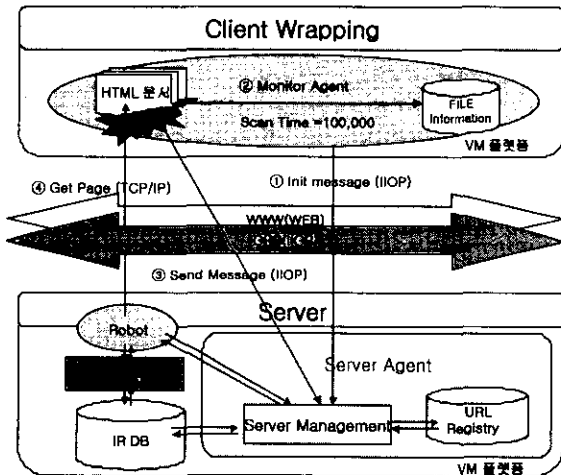 Client Wrapping
HTML 문서
② Monitor Agent
Scan Time =100,000
FILE
Information
VM 플랫폼
④ Get Page (TCP/IP)
① Init message (IIOP)
WWW(WEB)
③ Send Message (IIOP)
Server
Robot
Server Agent
Server Management
URL
Registry
IR DB
VM 플랫폼